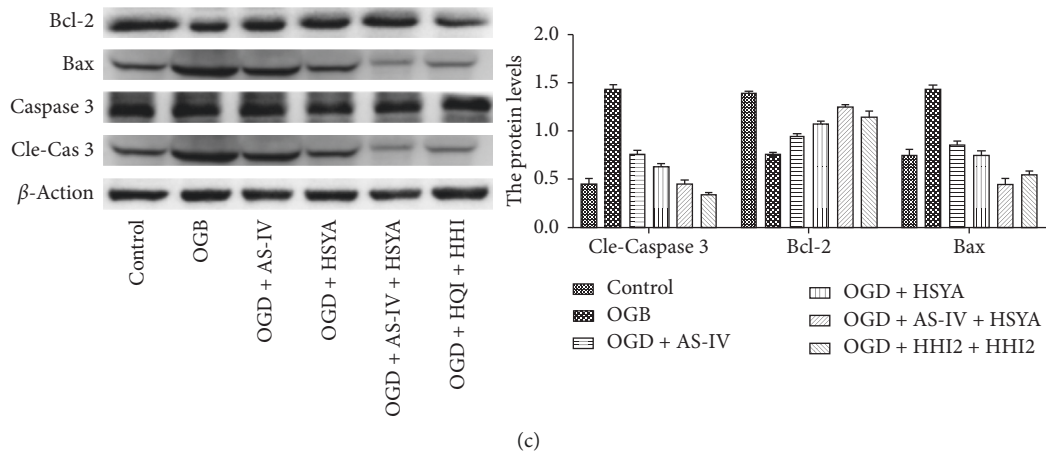 Bcl-2
Bax
Caspase 3
Cle-Cas 3
β-Action
Control
OGB
OGD + AS-IV
OGD + HSYA
OGD + AS-IV + HSYA
OGD + HQI + HHI
The protein levels
2.0
1.5
1.0
0.5
0.0
Cle-Caspase 3
Bcl-2
Bax
Control
OGB
OGD + AS-IV
OGD + HSYA
OGD + AS-IV + HSYA
OGD + HHI2 + HHI2
(c)